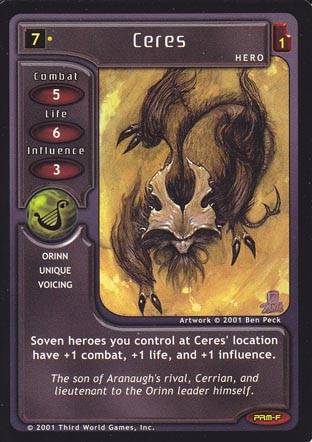 7
Ceres
HERO
1
Combat
5
Life
6
Influence
3
ORINN
UNIQUE
VOICING
Artwork © 2001 Ben Peck
Soven heroes you control at Ceres' location
have +1 combat, +1 life, and +1 influence.
The son of Aranaugh's rival, Cerrian, and
lieutenant to the Orinn leader himself.
© 2001 Third World Games, Inc.
PRM-F